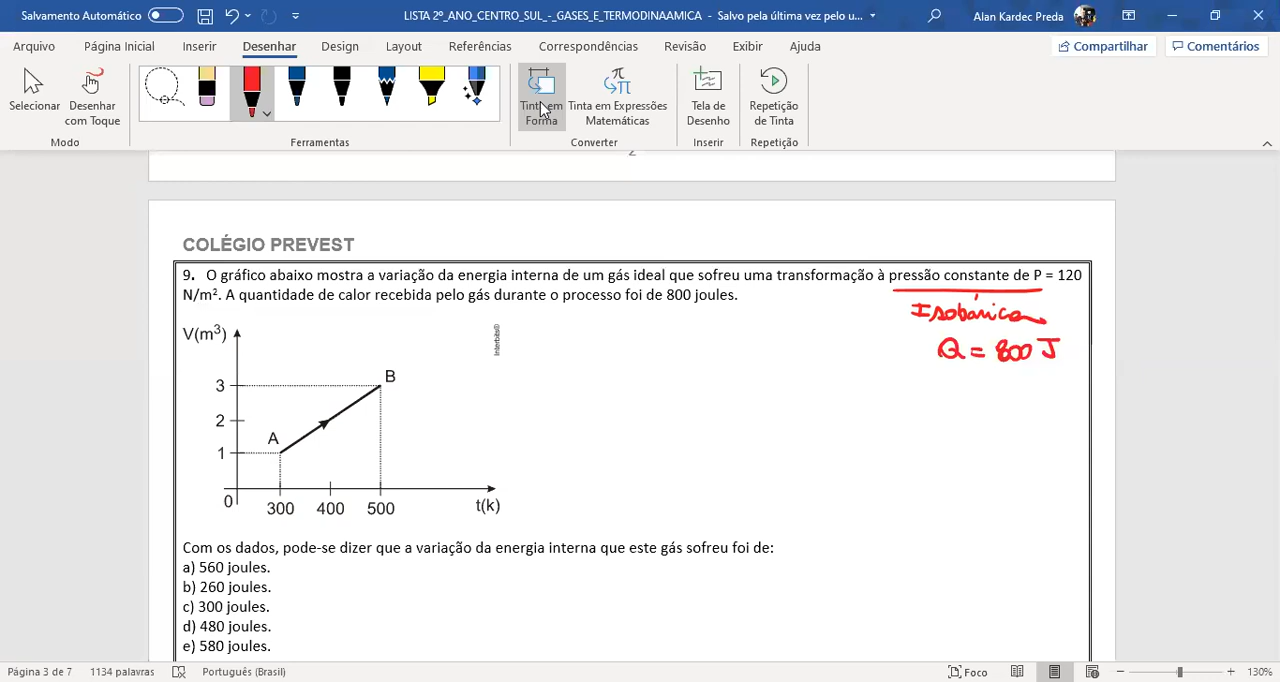 Salvamento Automático
LISTA 2º_ANO_CENTRO_SUL_-_GASES_E_TERMODINAAMICA - Salvo pela última vez pelo u...
Alan Kardec Preda
Arquivo Página Inicial Inserir Desenhar Design Layout Referências Correspondências Revisão Exibir Ajuda
Compartilhar Comentários
Selecionar
Desenhar com Toque
Tinta em Forma
Tinta em Expressões Matemáticas
Tela de Desenho
Repetição de Tinta
Modo Ferramentas Converter Inserir Repetição
2
COLÉGIO PREVEST
9. O gráfico abaixo mostra a variação da energia interna de um gás ideal que sofreu uma transformação à pressão constante de P = 120
N/m². A quantidade de calor recebida pelo gás durante o processo foi de 800 joules.
Isobárica
Q = 800 J
V(m³)
Interbits®
B
3
2
A
1
0
300 400 500 t(k)
Com os dados, pode-se dizer que a variação da energia interna que este gás sofreu foi de:
a) 560 joules.
b) 260 joules.
c) 300 joules.
d) 480 joules.
e) 580 joules.
Página 3 de 7 1134 palavras Português (Brasil) Foco 130%